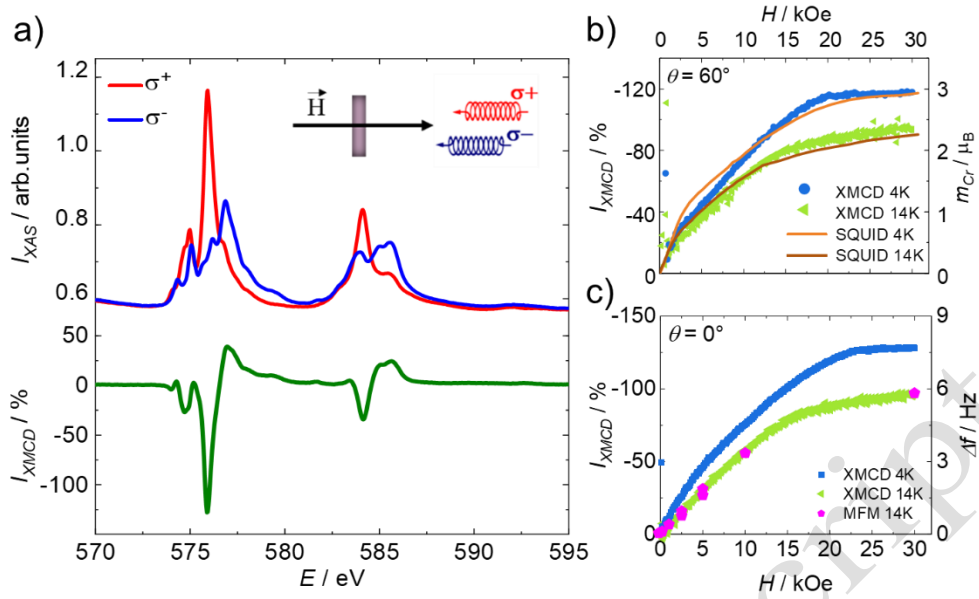 a)
σ+
σ-
H
σ+
σ−
I_XAS / arb.units
1.2
1.0
0.8
0.6
I_XMCD / %
50
25
0
-50
-100
570 575 580 585 590 595
E / eV
b)
H / kOe
0 5 10 15 20 25 30
θ = 60°
I_XMCD / %
-120
-80
-40
0
m_Cr / μ_B
3
2
1
0
XMCD 4K
XMCD 14K
SQUID 4K
SQUID 14K
c)
θ = 0°
I_XMCD / %
-150
-100
-50
0
Δf / Hz
9
6
3
0
XMCD 4K
XMCD 14K
MFM 14K
0 5 10 15 20 25 30
H / kOe
cript